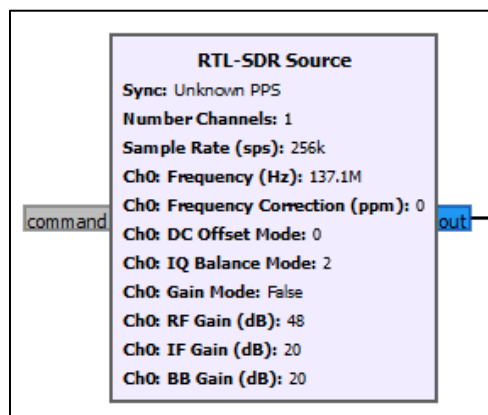 RTL-SDR Source
Sync: Unknown PPS
Number Channels: 1
Sample Rate (sps): 256k
Ch0: Frequency (Hz): 137.1M
Ch0: Frequency Correction (ppm): 0
command
out
Ch0: DC Offset Mode: 0
Ch0: IQ Balance Mode: 2
Ch0: Gain Mode: False
Ch0: RF Gain (dB): 48
Ch0: IF Gain (dB): 20
Ch0: BB Gain (dB): 20